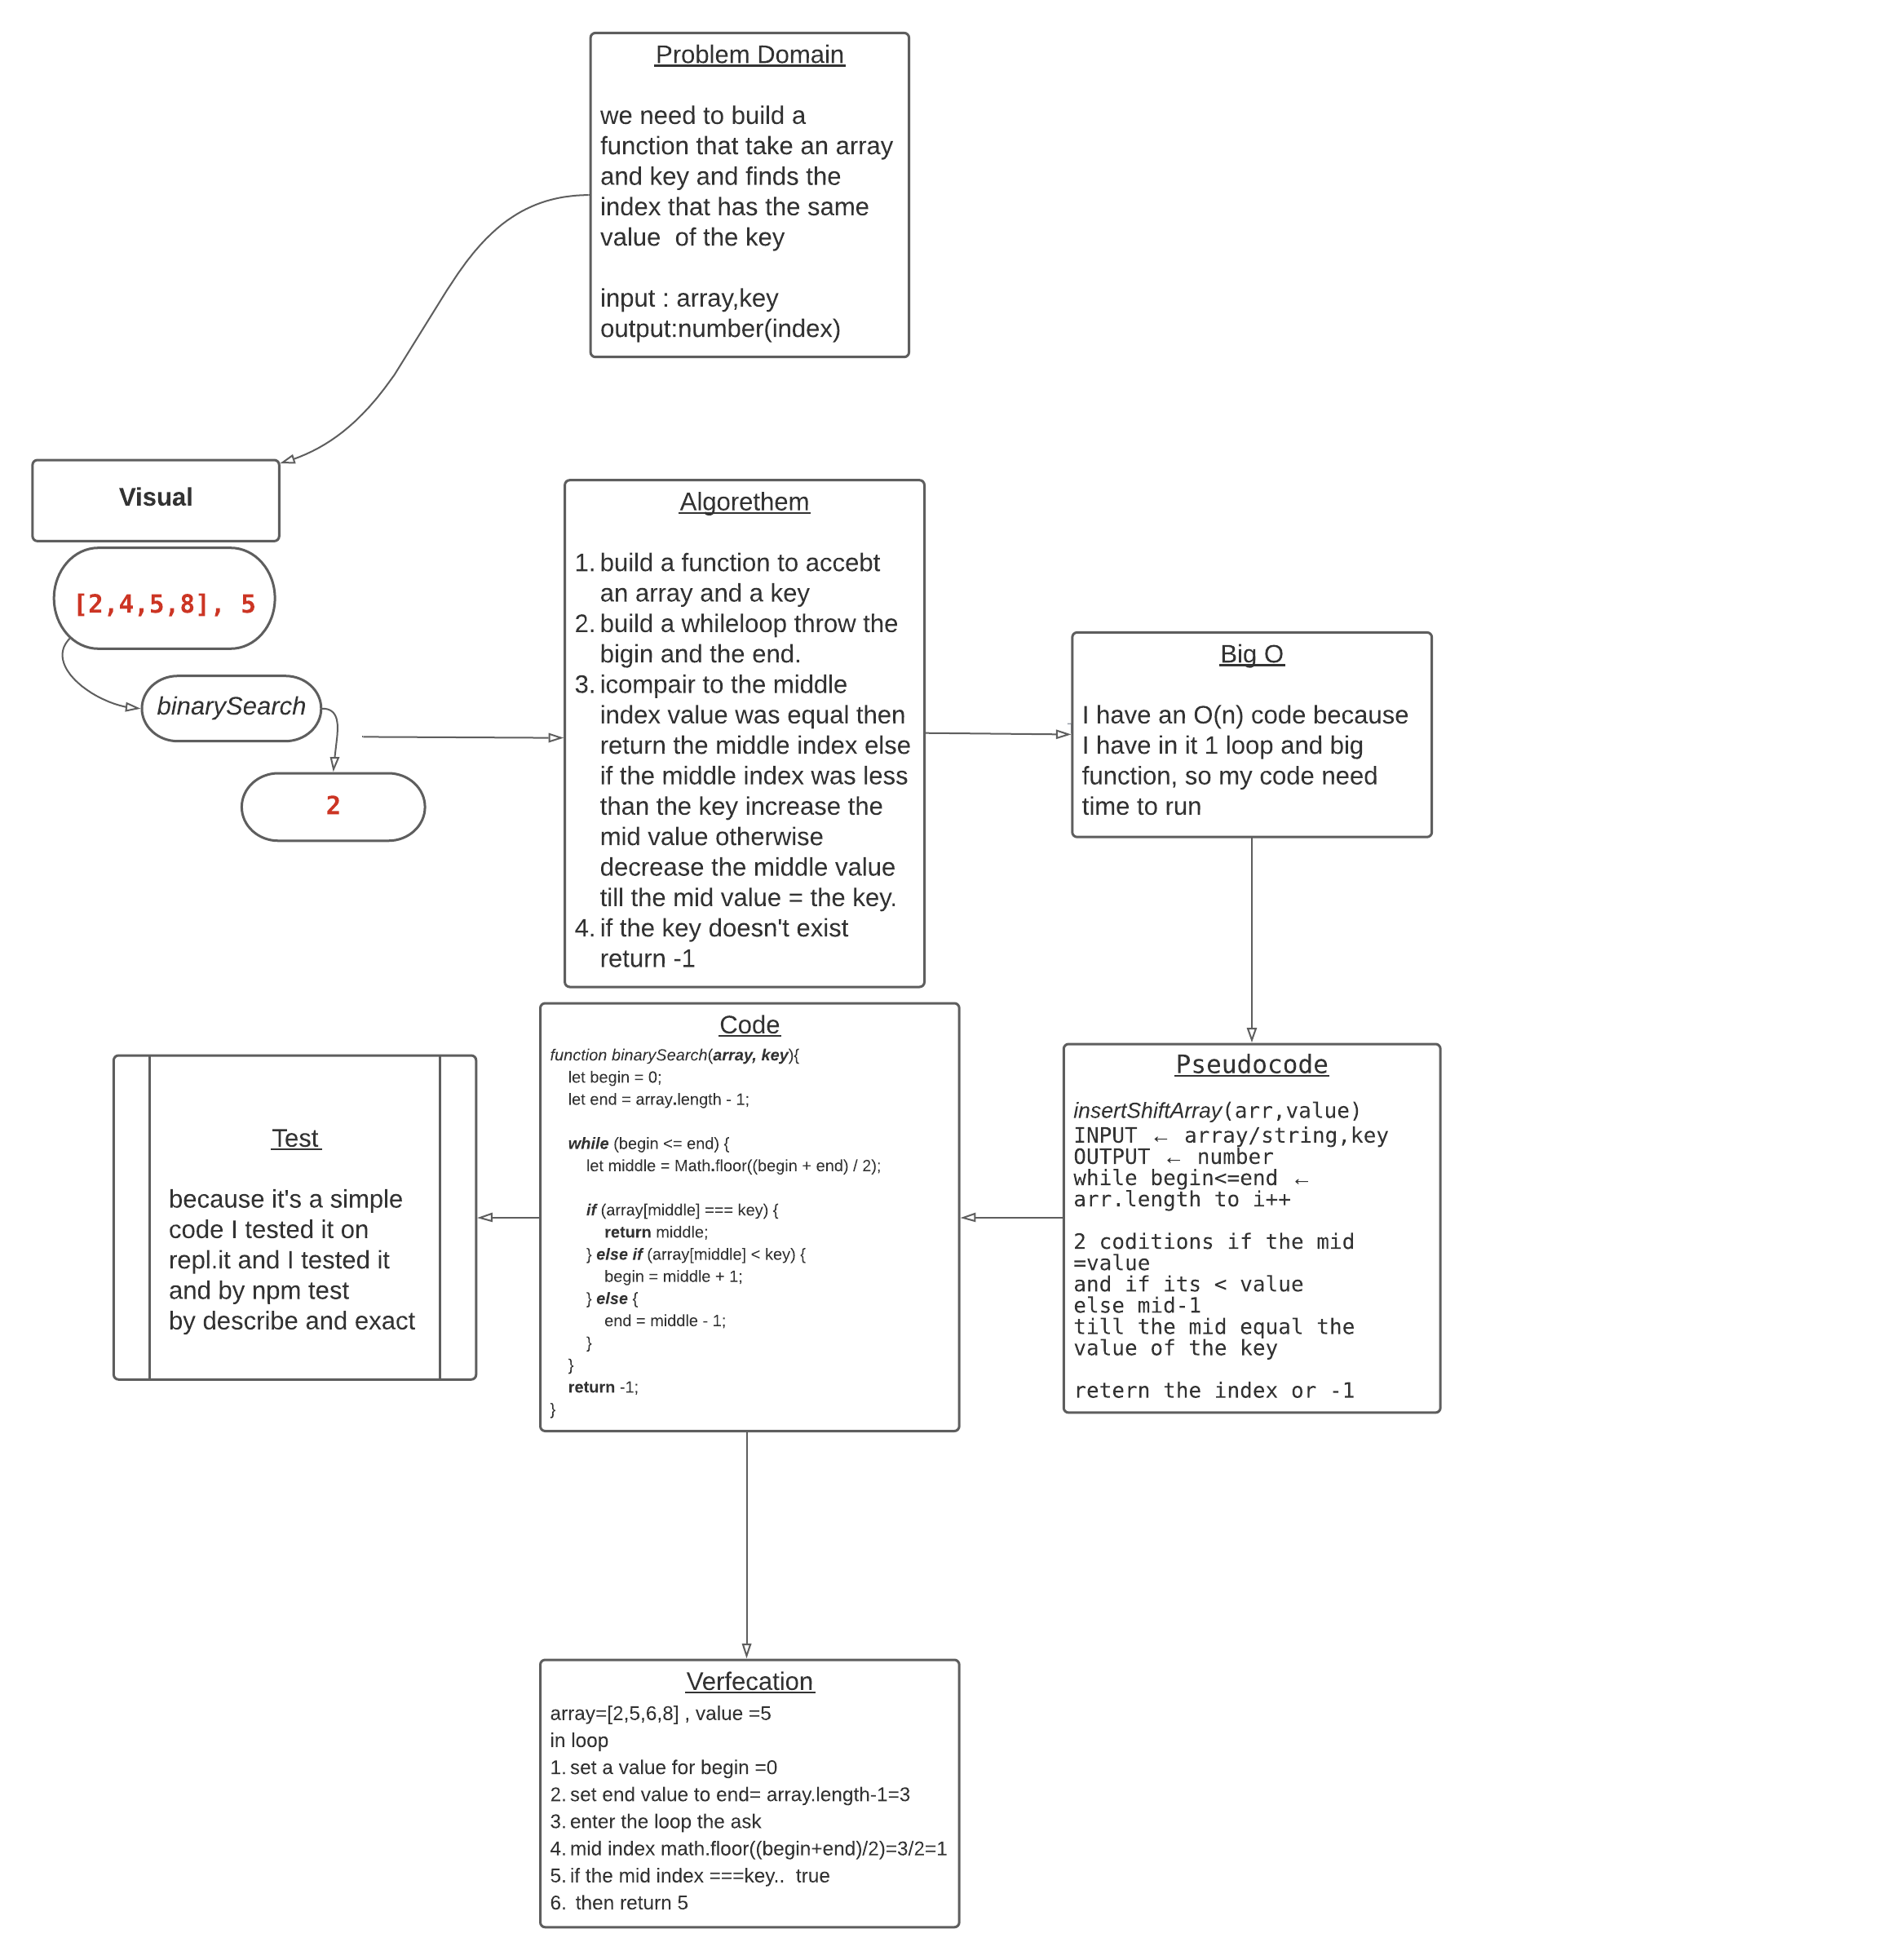 Problem Domain
we need to build a
function that take an array
and key and finds the
index that has the same
value  of the key
input : array,key
output:number(index)
Visual
[2,4,5,8], 5
binarySearch
2
Algorethem
1. build a function to accebt
an array and a key
2. build a whileloop throw the
bigin and the end.
3. icompair to the middle
index value was equal then
return the middle index else
if the middle index was less
than the key increase the
mid value otherwise
decrease the middle value
till the mid value = the key.
4. if the key doesn't exist
return -1
Big O
I have an O(n) code because
I have in it 1 loop and big
function, so my code need
time to run
Pseudocode
insertShiftArray(arr,value)
INPUT ← array/string,key
OUTPUT ← number
while begin<=end ←
arr.length to i++
2 coditions if the mid
=value
and if its < value
else mid-1
till the mid equal the
value of the key
retern the index or -1
Code
function binarySearch(array, key){
let begin = 0;
let end = array.length - 1;
while (begin <= end) {
let middle = Math.floor((begin + end) / 2);
if (array[middle] === key) {
return middle;
} else if (array[middle] < key) {
begin = middle + 1;
} else {
end = middle - 1;
}
}
return -1;
}
Test
because it's a simple
code I tested it on
repl.it and I tested it
and by npm test
by describe and exact
Verfecation
array=[2,5,6,8] , value =5
in loop
1. set a value for begin =0
2. set end value to end= array.length-1=3
3. enter the loop the ask
4. mid index math.floor((begin+end)/2)=3/2=1
5. if the mid index ===key..  true
6.  then return 5